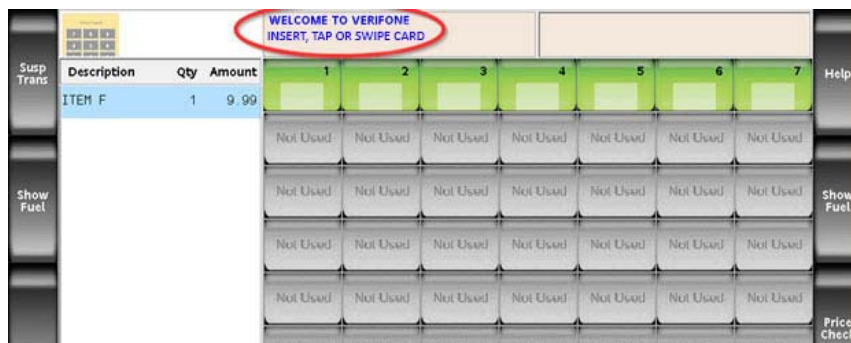 WELCOME TO VERIFONE
INSERT, TAP OR SWIPE CARD
Susp
Trans
Description Qty Amount
1 2 3 4 5 6 7
Help
ITEM F 1 9.99
Not Used Not Used Not Used Not Used Not Used Not Used Not Used
Show
Fuel
Not Used Not Used Not Used Not Used Not Used Not Used Not Used
Show
Fuel
Not Used Not Used Not Used Not Used Not Used Not Used Not Used
Not Used Not Used Not Used Not Used Not Used Not Used Not Used
Price
Check